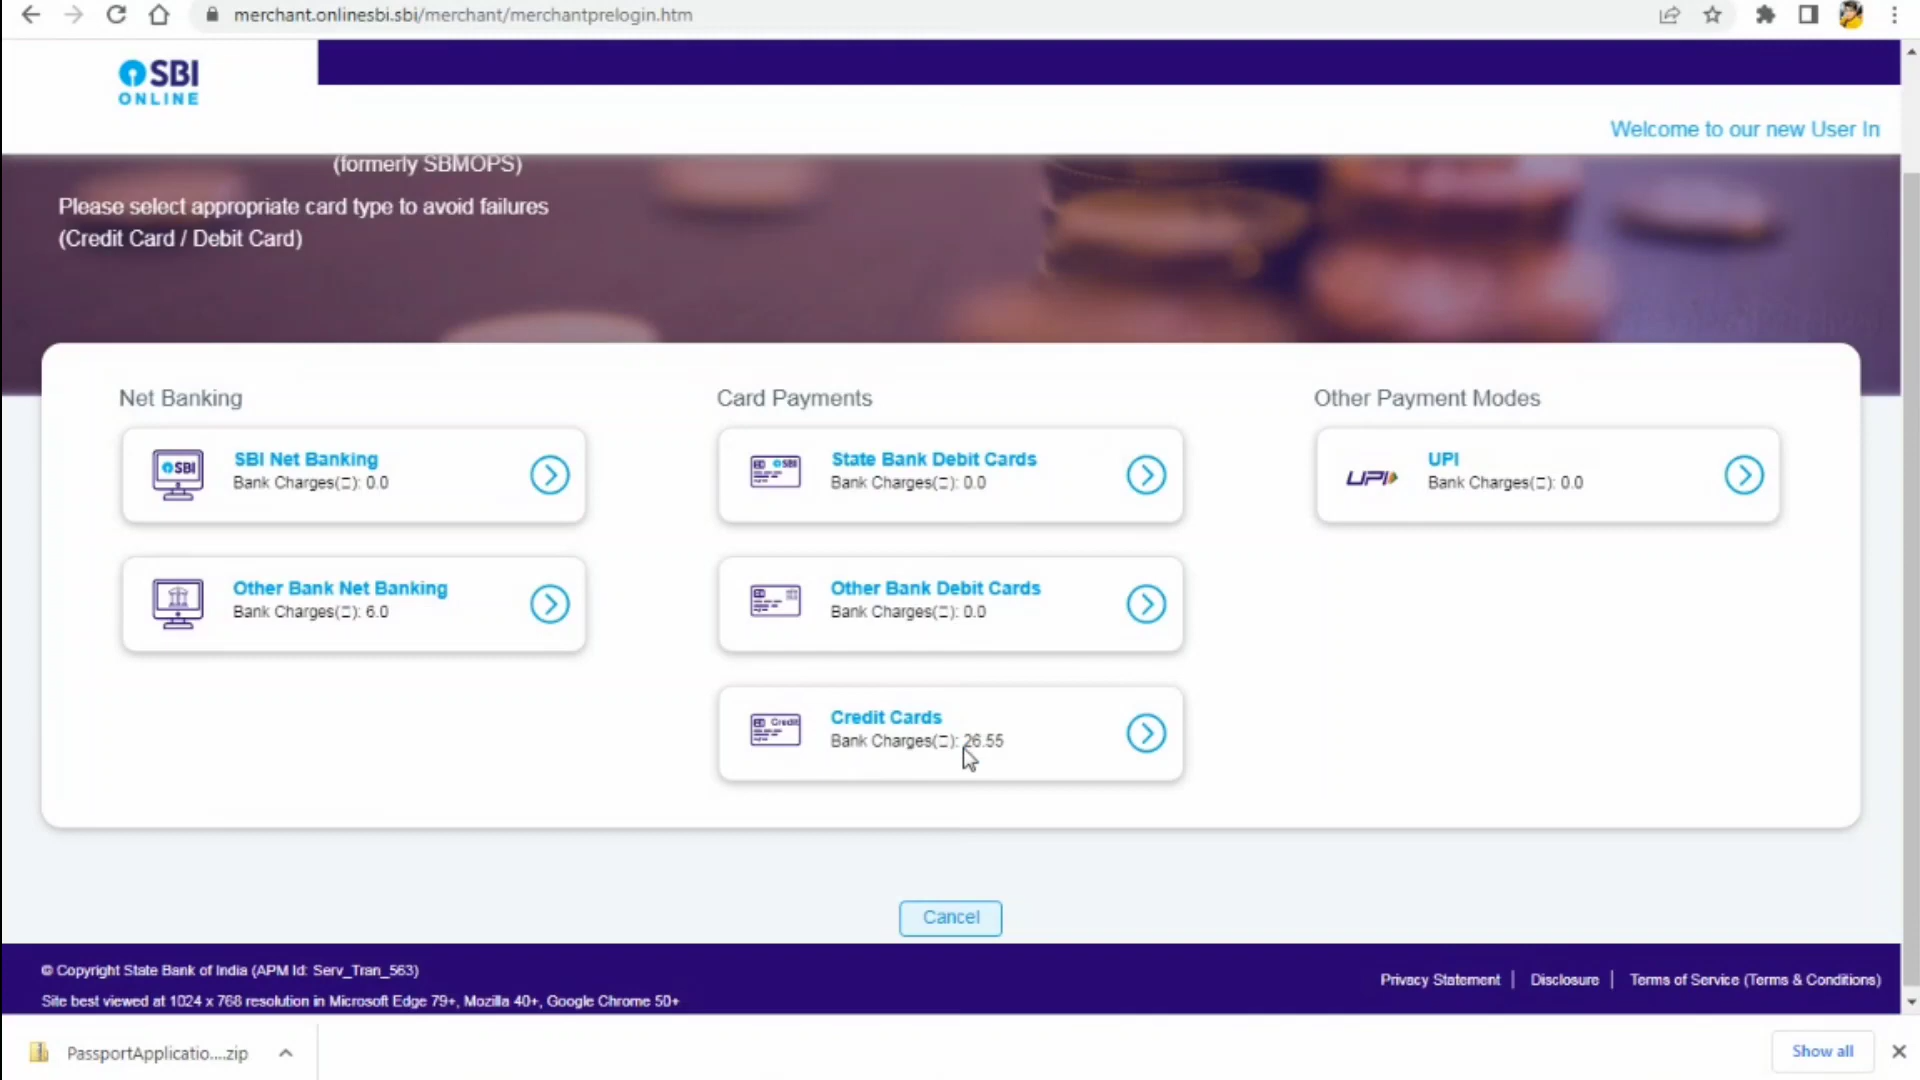 merchant.onlinesbi.sbi/merchant/merchantprelogin.htm
SBI
ONLINE
Welcome to our new User In
(formerly SBMOPS)
Please select appropriate card type to avoid failures
(Credit Card / Debit Card)
Net Banking
SBI
SBI Net Banking
Bank Charges(□): 0.0
Other Bank Net Banking
Bank Charges(□): 6.0
Card Payments
SBI
State Bank Debit Cards
Bank Charges(□): 0.0
Other Bank Debit Cards
Bank Charges(□): 0.0
Credit
Credit Cards
Bank Charges(□): 26.55
Other Payment Modes
UPI
UPI
Bank Charges(□): 0.0
Cancel
© Copyright State Bank of India (APM Id: Serv_Tran_563)
Site best viewed at 1024 x 768 resolution in Microsoft Edge 79+, Mozilla 40+, Google Chrome 50+
Privacy Statement | Disclosure | Terms of Service (Terms & Conditions)
PassportApplicatio....zip
Show all